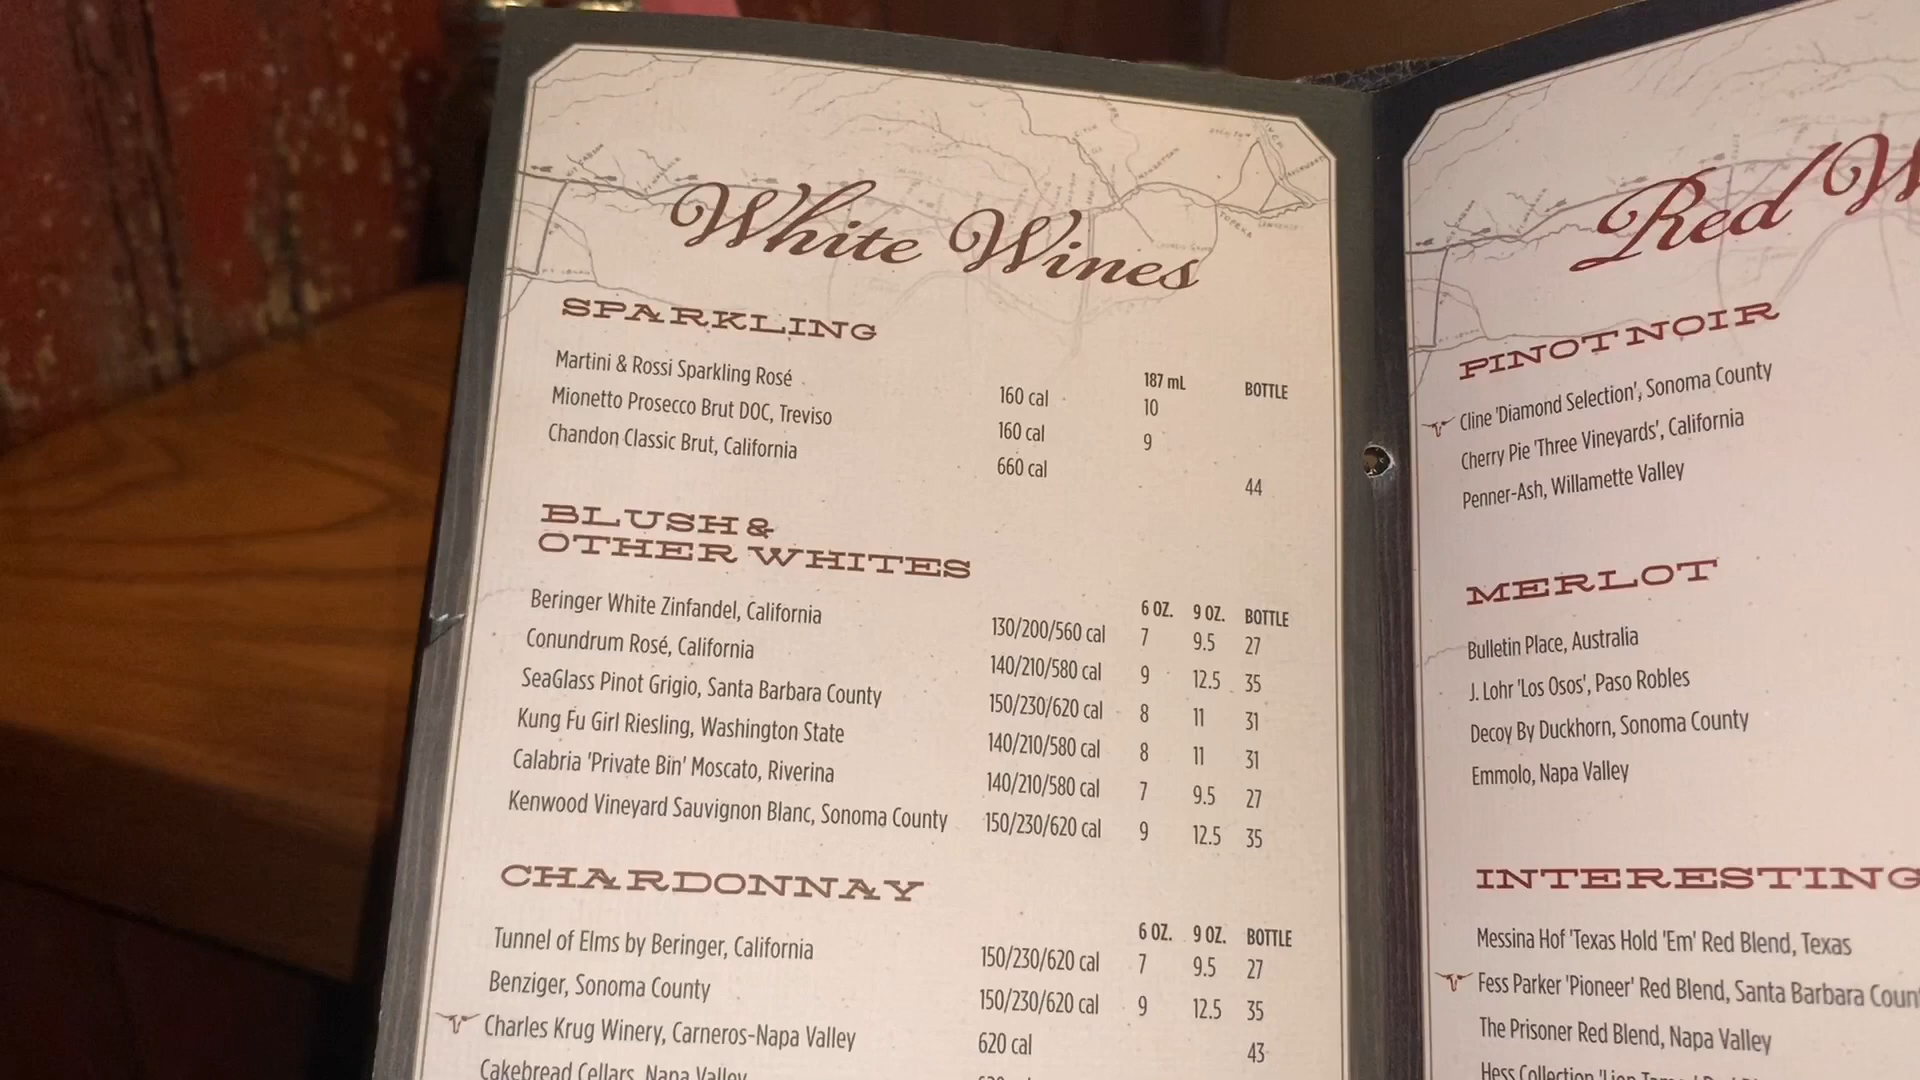 White Wines
SPARKLING
187 mL BOTTLE
Martini & Rossi Sparkling Rosé 160 cal 10
Mionetto Prosecco Brut DOC, Treviso 160 cal 9
Chandon Classic Brut, California 660 cal 44
BLUSH &
OTHER WHITES
6 OZ. 9 OZ. BOTTLE
Beringer White Zinfandel, California 130/200/560 cal 7 9.5 27
Conundrum Rosé, California 140/210/580 cal 9 12.5 35
SeaGlass Pinot Grigio, Santa Barbara County 150/230/620 cal 8 11 31
Kung Fu Girl Riesling, Washington State 140/210/580 cal 8 11 31
Calabria 'Private Bin' Moscato, Riverina 140/210/580 cal 7 9.5 27
Kenwood Vineyard Sauvignon Blanc, Sonoma County 150/230/620 cal 9 12.5 35
CHARDONNAY
6 OZ. 9 OZ. BOTTLE
Tunnel of Elms by Beringer, California 150/230/620 cal 7 9.5 27
Benziger, Sonoma County 150/230/620 cal 9 12.5 35
Charles Krug Winery, Carneros-Napa Valley 620 cal 43
Cakebread Cellars, Napa Valley
Red W
PINOT NOIR
Cline 'Diamond Selection', Sonoma County
Cherry Pie 'Three Vineyards', California
Penner-Ash, Willamette Valley
MERLOT
Bulletin Place, Australia
J. Lohr 'Los Osos', Paso Robles
Decoy By Duckhorn, Sonoma County
Emmolo, Napa Valley
INTERESTING
Messina Hof 'Texas Hold 'Em' Red Blend, Texas
Fess Parker 'Pioneer' Red Blend, Santa Barbara Coun
The Prisoner Red Blend, Napa Valley
Hess Collection